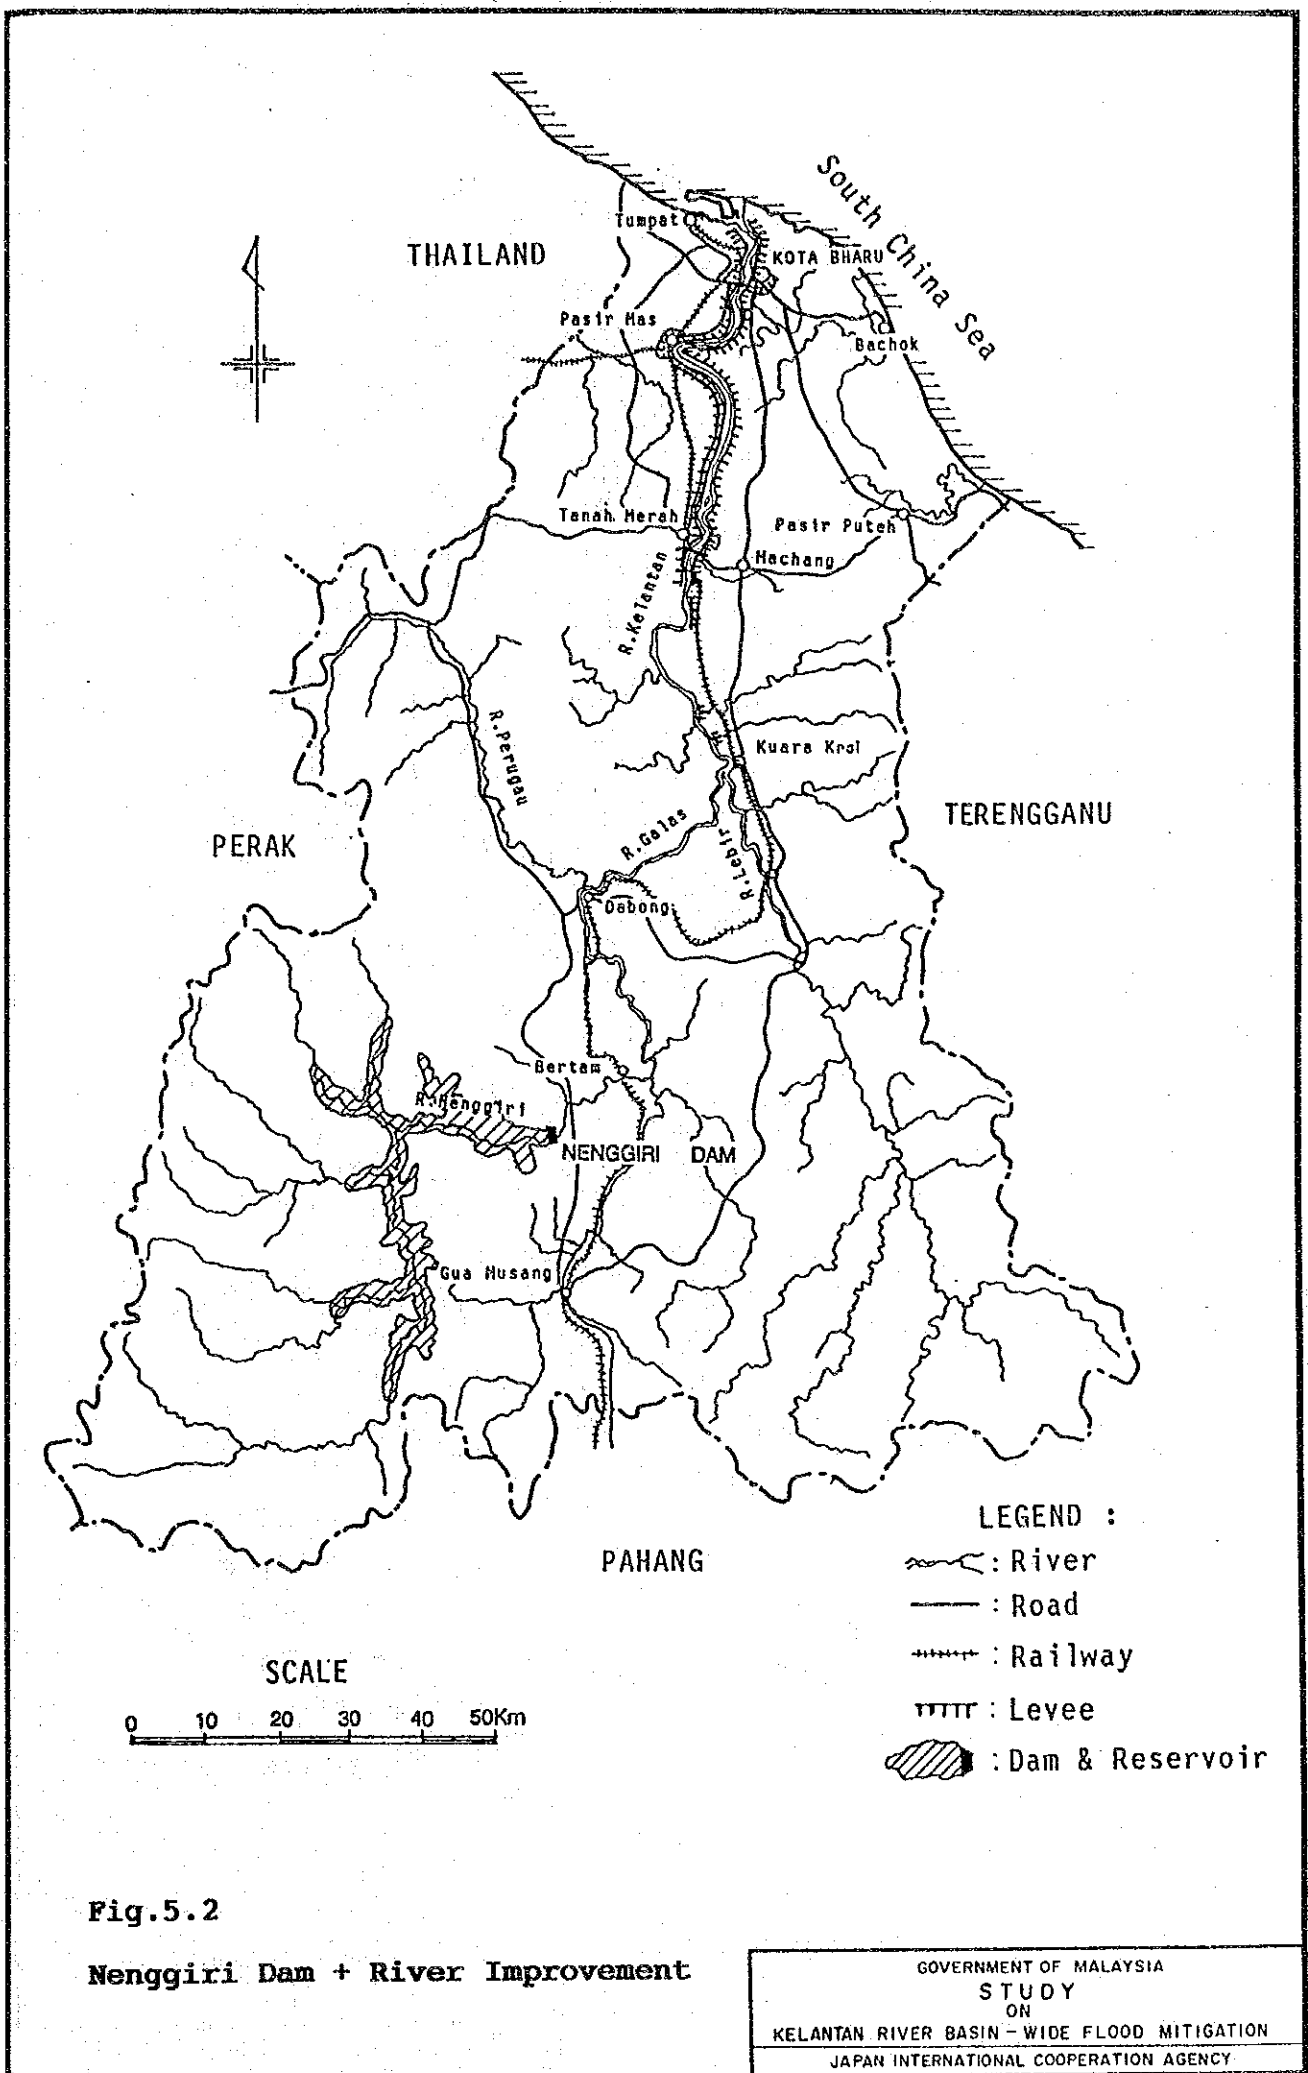 South China Sea
Tumpat
THAILAND
KOTA BHARU
Pasir Mas
Bachok
Tanah Merah
Pasir Puteh
Machang
R.Kelantan
R.Perugau
Kuara Krai
TERENGGANU
PERAK
R.Galas
R.Lebir
Dabong
Bertam
R.Nenggiri
NENGGIRI DAM
Gua Musang
PAHANG
LEGEND :
: River
: Road
: Railway
: Levee
: Dam & Reservoir
SCALE
0 10 20 30 40 50Km
Fig.5.2
Nenggiri Dam + River Improvement
GOVERNMENT OF MALAYSIA
STUDY
ON
KELANTAN RIVER BASIN - WIDE FLOOD MITIGATION
JAPAN INTERNATIONAL COOPERATION AGENCY